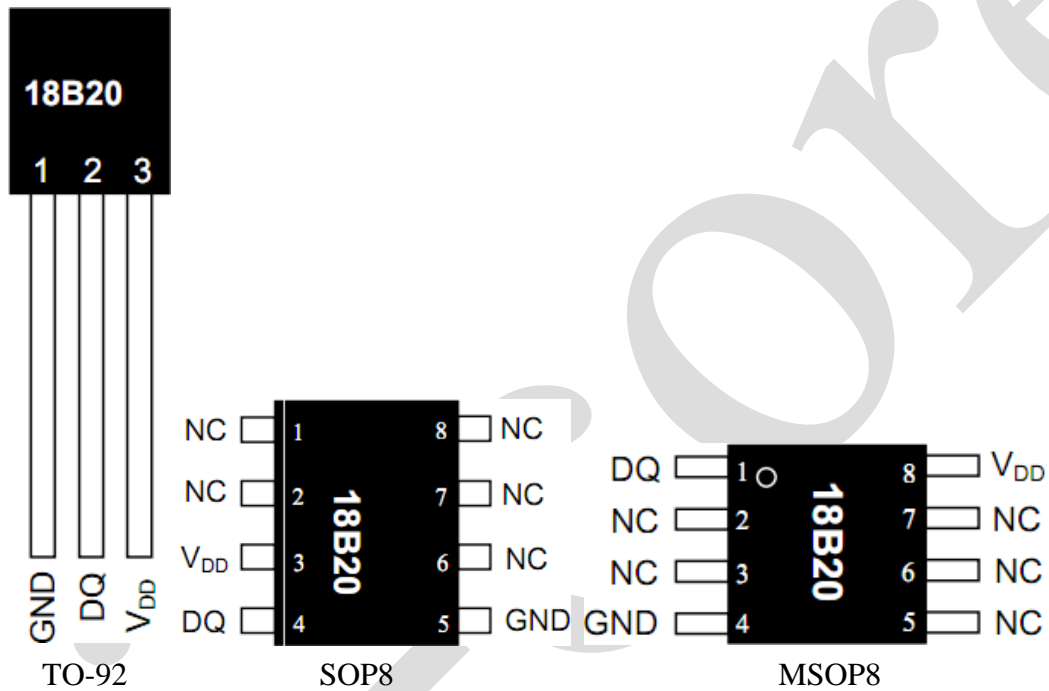 18B20
1 2 3
GND DQ VDD
TO-92
NC 1 8 NC
NC 2 7 NC
VDD 3 6 NC
DQ 4 5 GND
18B20
SOP8
DQ 1 8 VDD
NC 2 7 NC
NC 3 6 NC
GND 4 5 NC
18B20
MSOP8